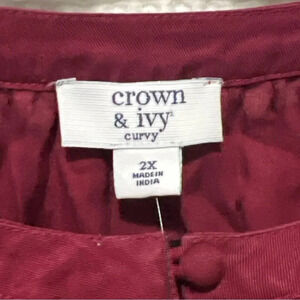 crown
& ivy
curvy
2X
MADE IN
INDIA